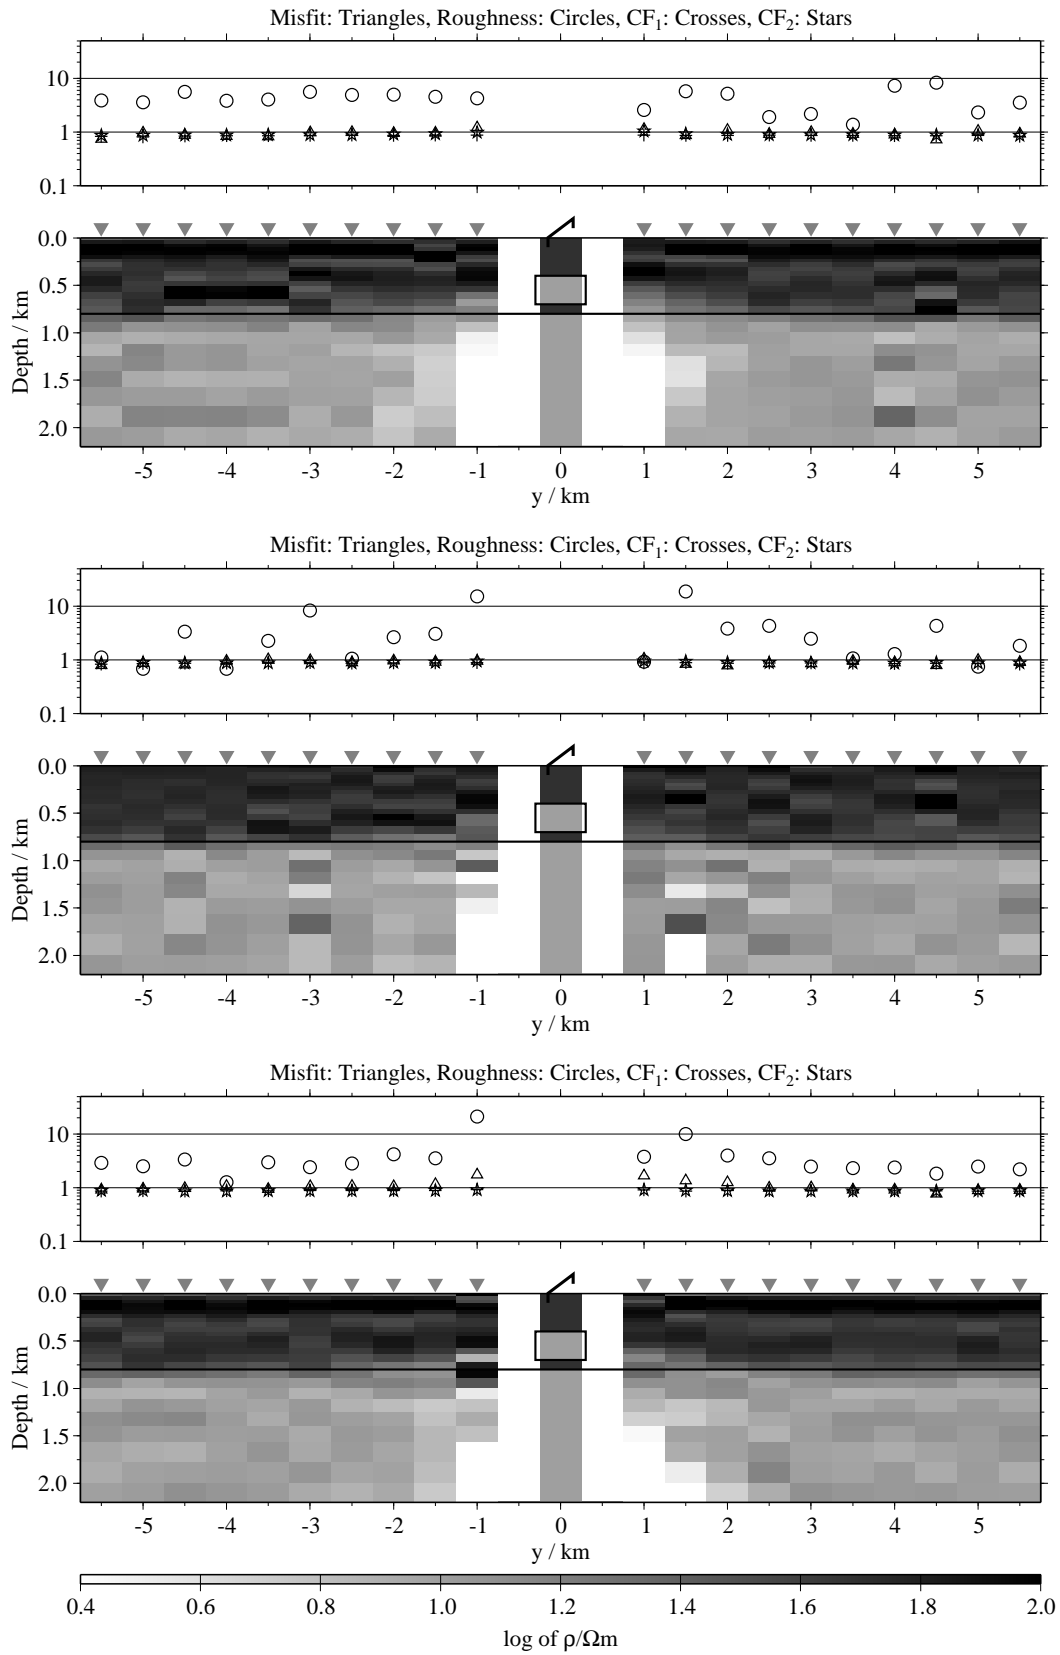 Misfit: Triangles, Roughness: Circles, CF1: Crosses, CF2: Stars
10
1
0.1
0.0
0.5
1.0
1.5
2.0
Depth / km
-5 -4 -3 -2 -1 0 1 2 3 4 5
y / km
Misfit: Triangles, Roughness: Circles, CF1: Crosses, CF2: Stars
10
1
0.1
0.0
0.5
1.0
1.5
2.0
Depth / km
-5 -4 -3 -2 -1 0 1 2 3 4 5
y / km
Misfit: Triangles, Roughness: Circles, CF1: Crosses, CF2: Stars
10
1
0.1
0.0
0.5
1.0
1.5
2.0
Depth / km
-5 -4 -3 -2 -1 0 1 2 3 4 5
y / km
0.4 0.6 0.8 1.0 1.2 1.4 1.6 1.8 2.0
log of ρ/Ωm